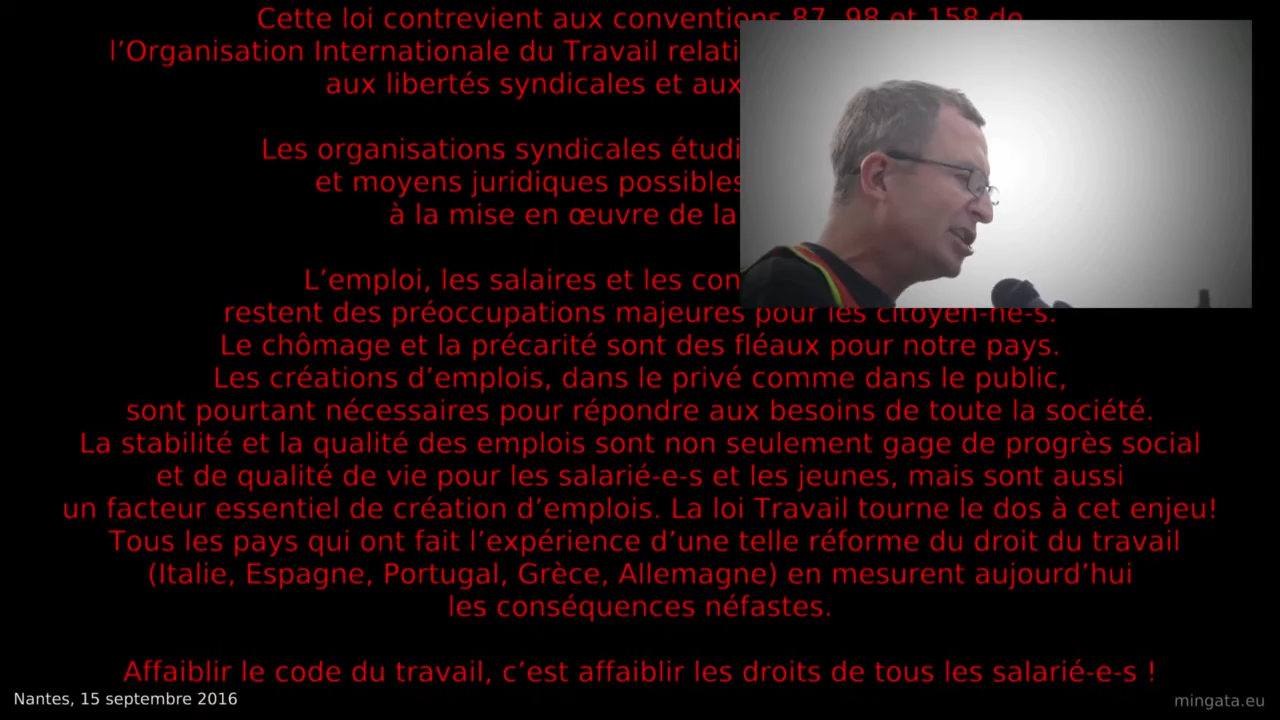 Cette loi contrevient aux conventions 87, 98 et 158 de
l’Organisation Internationale du Travail
aux libertés syndicales et aux
Les organisations syndicales
et moyens juridiques possibles
à la mise en œuvre de la
L’emploi, les salaires et les
restent des préoccupations majeures pour les citoyen-ne-s.
Le chômage et la précarité sont des fléaux pour notre pays.
Les créations d’emplois, dans le privé comme dans le public,
sont pourtant nécessaires pour répondre aux besoins de toute la société.
La stabilité et la qualité des emplois sont non seulement gage de progrès social
et de qualité de vie pour les salarié-e-s et les jeunes, mais sont aussi
un facteur essentiel de création d’emplois. La loi Travail tourne le dos à cet enjeu!
Tous les pays qui ont fait l’expérience d’une telle réforme du droit du travail
(Italie, Espagne, Portugal, Grèce, Allemagne) en mesurent aujourd’hui
les conséquences néfastes.
Affaiblir le code du travail, c’est affaiblir les droits de tous les salarié-e-s !
Nantes, 15 septembre 2016
mingata.eu